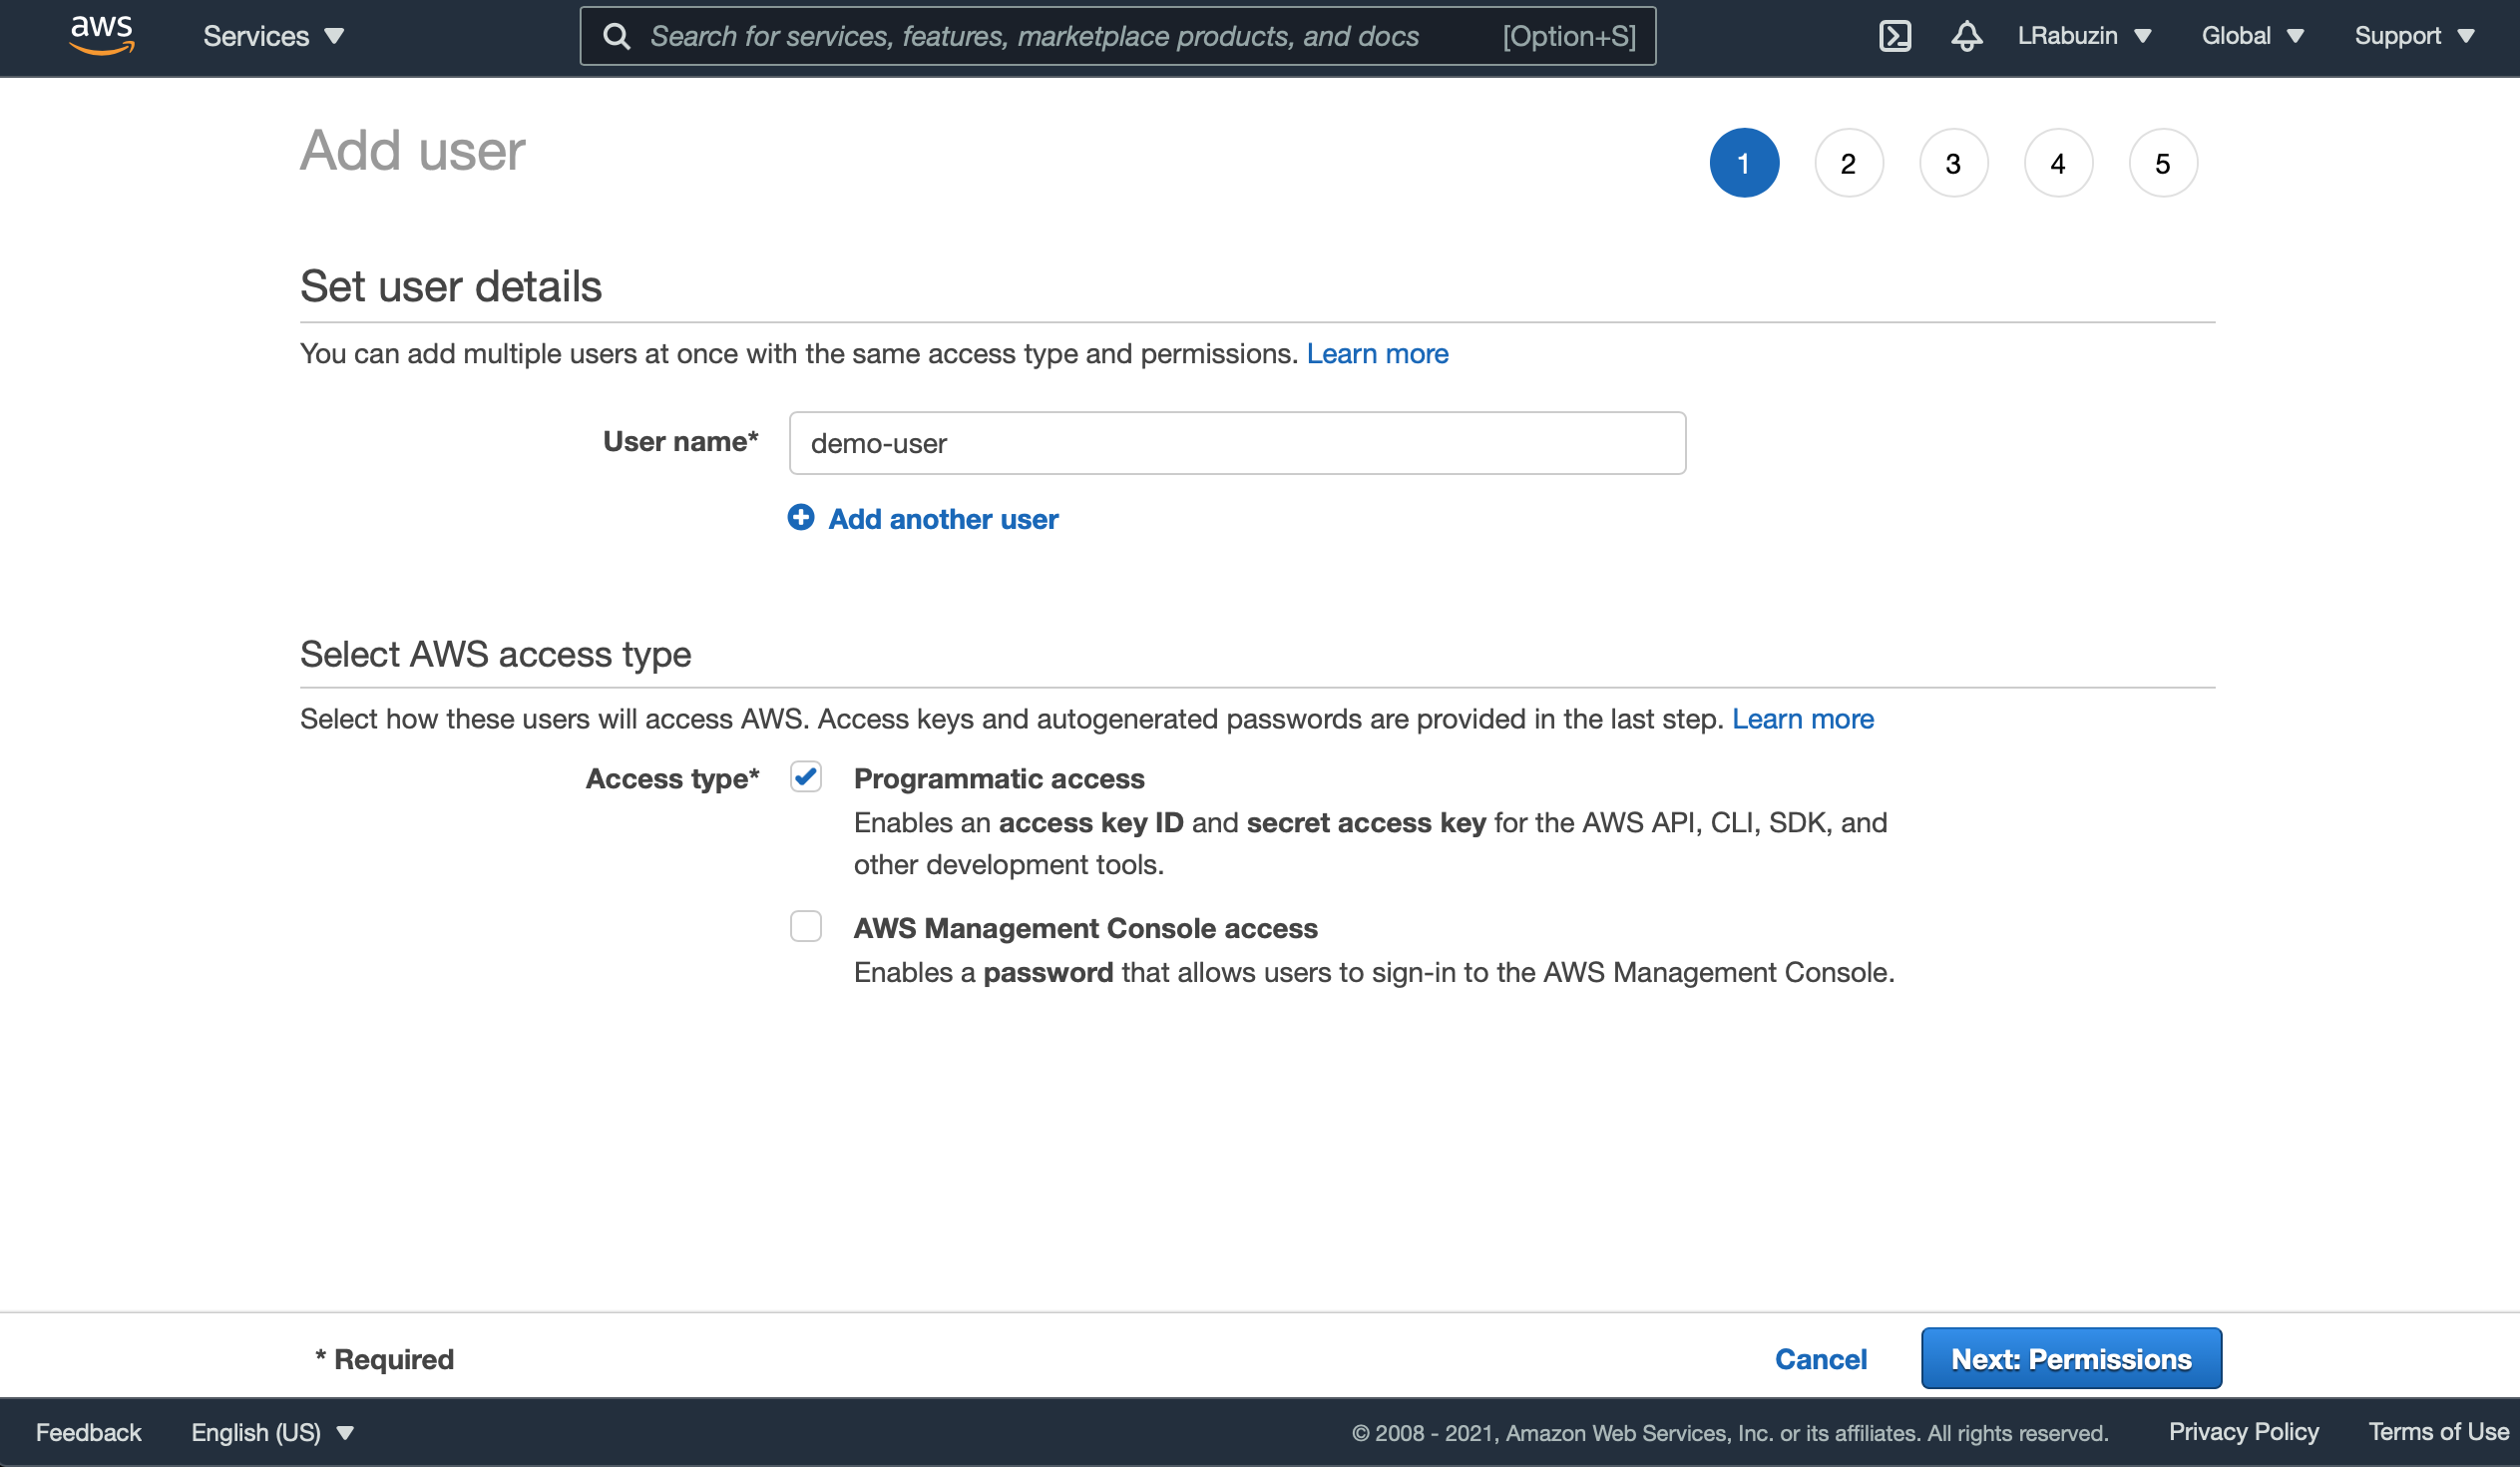 aws Services Search for services, features, marketplace products, and docs [Option+S] LRabuzin Global Support
Add user 1 2 3 4 5
Set user details
You can add multiple users at once with the same access type and permissions. Learn more
User name* demo-user
Add another user
Select AWS access type
Select how these users will access AWS. Access keys and autogenerated passwords are provided in the last step. Learn more
Access type* Programmatic access
Enables an access key ID and secret access key for the AWS API, CLI, SDK, and
other development tools.
AWS Management Console access
Enables a password that allows users to sign-in to the AWS Management Console.
* Required Cancel Next: Permissions
Feedback English (US) © 2008 - 2021, Amazon Web Services, Inc. or its affiliates. All rights reserved. Privacy Policy Terms of Use